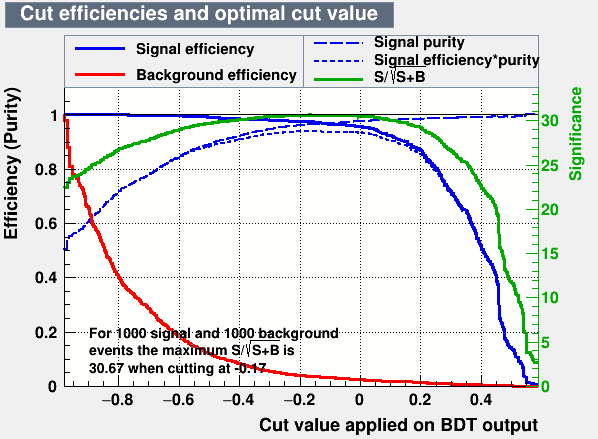 Cut efficiencies and optimal cut value
Signal efficiency
Background efficiency
Signal purity
Signal efficiency*purity
S/√S+B
Efficiency (Purity)
1
0.8
0.6
0.4
0.2
0
Significance
30
25
20
15
10
5
0
For 1000 signal and 1000 background
events the maximum S/√S+B is
30.67 when cutting at -0.17
−0.8 −0.6 −0.4 −0.2 0 0.2 0.4
Cut value applied on BDT output